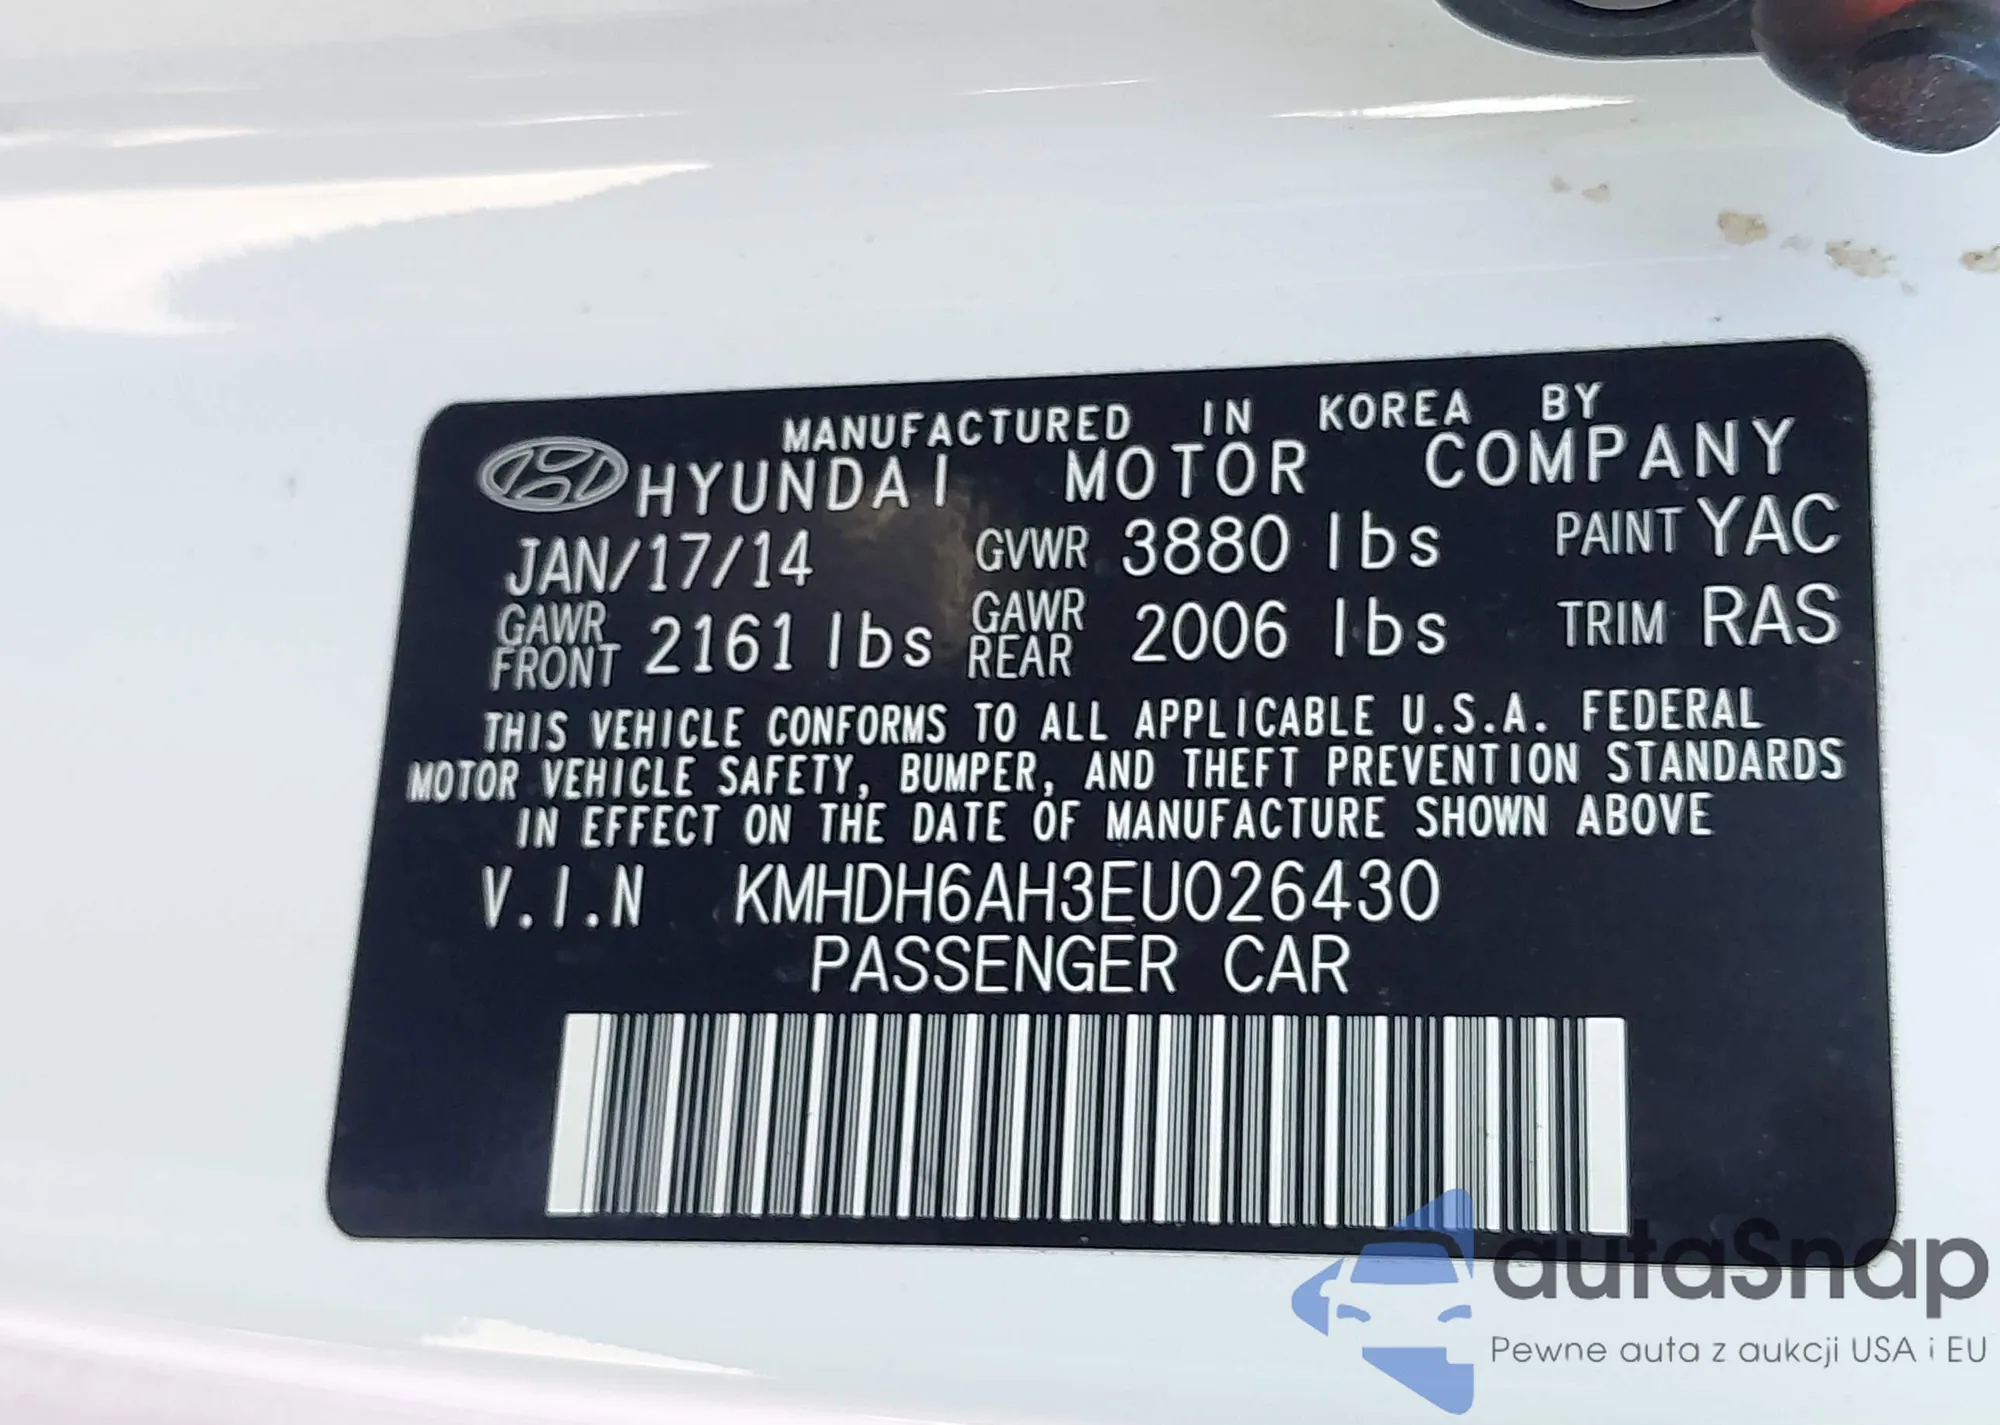 MANUFACTURED IN KOREA BY
HYUNDAI MOTOR COMPANY
JAN/17/14 GVWR 3880 lbs PAINT YAC
GAWR FRONT 2161 lbs GAWR REAR 2006 lbs TRIM RAS
THIS VEHICLE CONFORMS TO ALL APPLICABLE U.S.A. FEDERAL
MOTOR VEHICLE SAFETY, BUMPER, AND THEFT PREVENTION STANDARDS
IN EFFECT ON THE DATE OF MANUFACTURE SHOWN ABOVE
V.I.N KMHDH6AH3EU026430
PASSENGER CAR
autaSnap
Pewne auta z aukcji USA i EU